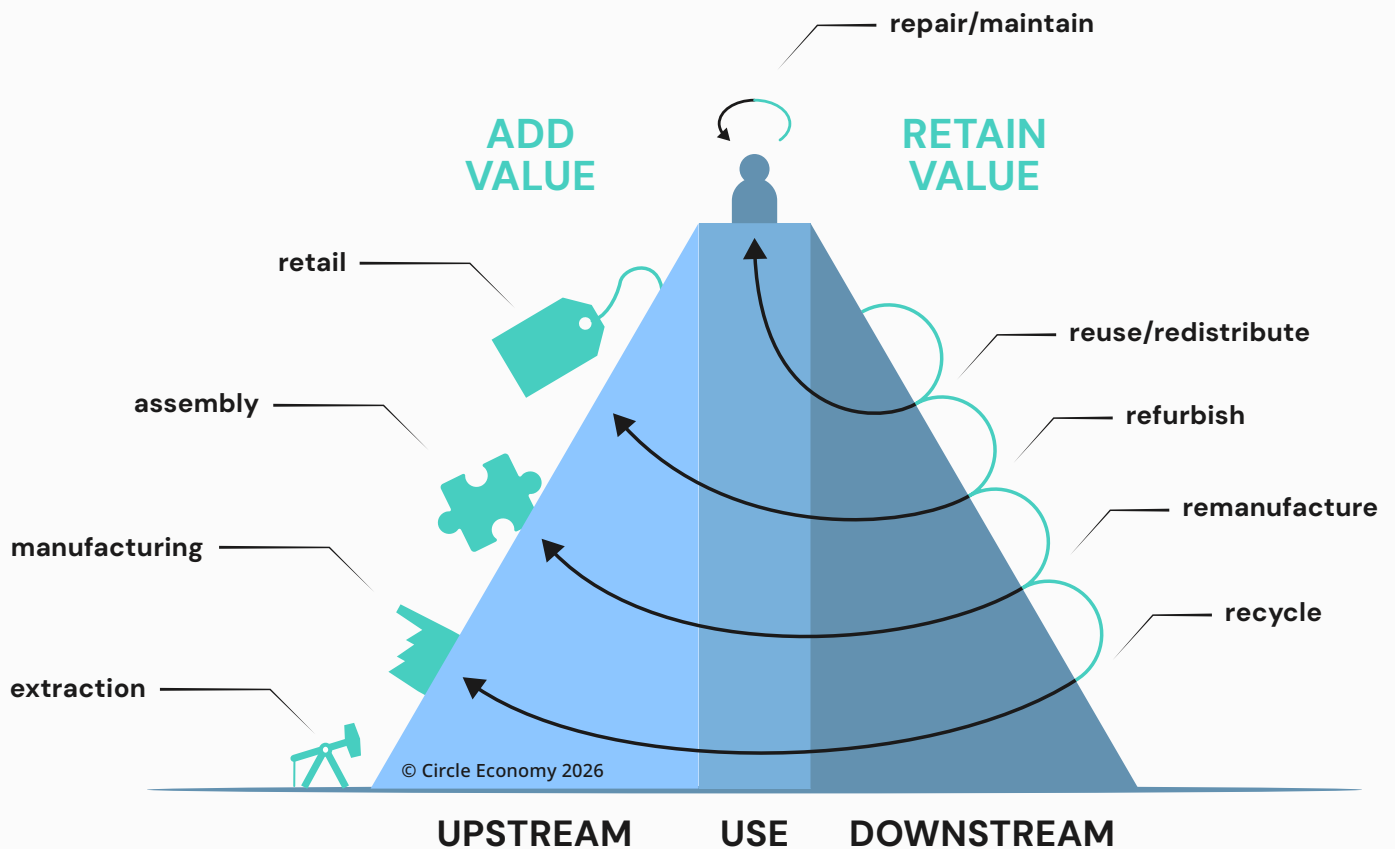 repair/maintain
ADD
VALUE
RETAIN
VALUE
retail
reuse/redistribute
assembly
refurbish
remanufacture
manufacturing
recycle
extraction
© Circle Economy 2026
UPSTREAM
USE
DOWNSTREAM